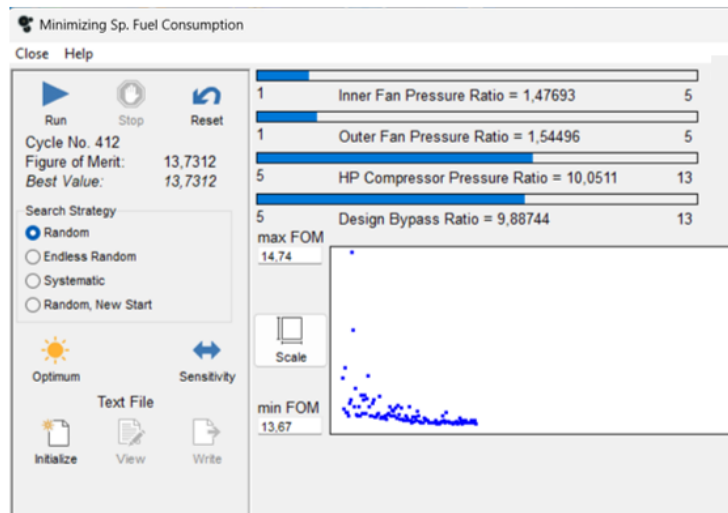 Minimizing Sp. Fuel Consumption
Close Help
Run Stop Reset
Cycle No. 412
Figure of Merit: 13,7312
Best Value: 13,7312
Search Strategy
Random
Endless Random
Systematic
Random, New Start
Optimum Sensitivity
Text File
Initialize View Write
1 Inner Fan Pressure Ratio = 1,47693 5
1 Outer Fan Pressure Ratio = 1,54496 5
5 HP Compressor Pressure Ratio = 10,0511 13
5 Design Bypass Ratio = 9,88744 13
max FOM
14,74
Scale
min FOM
13,67